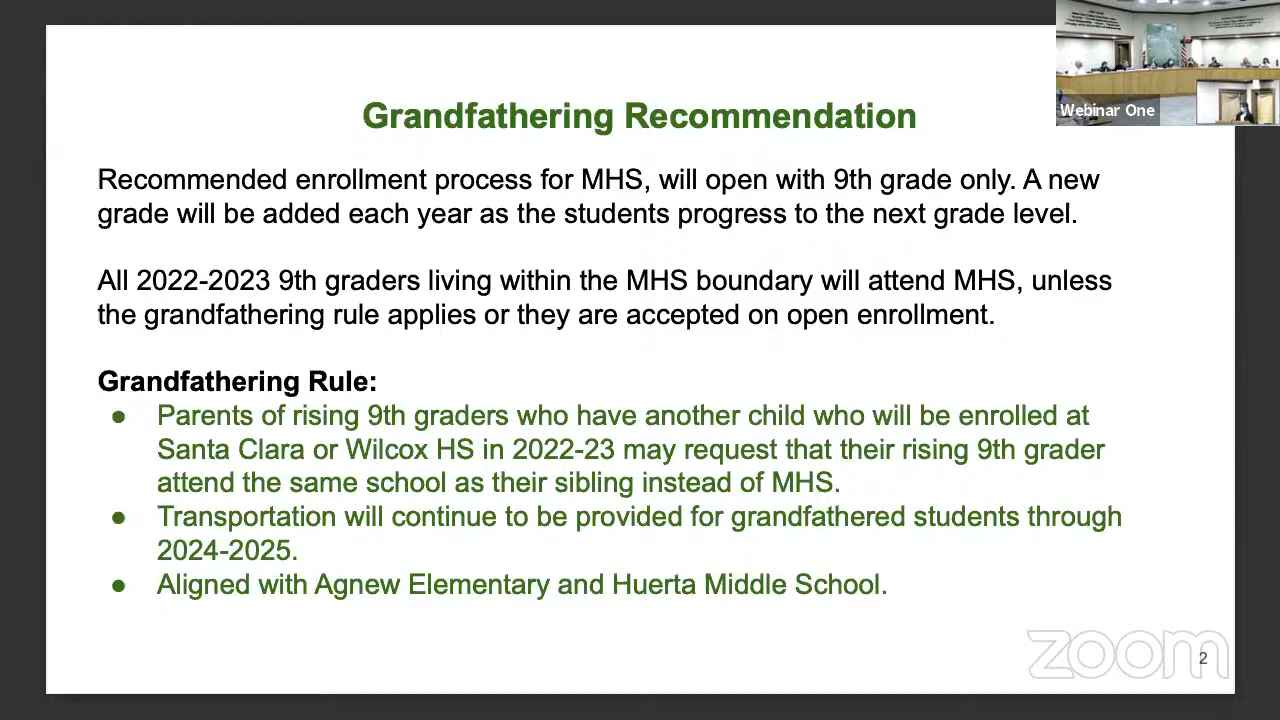 Webinar One
Grandfathering Recommendation
Recommended enrollment process for MHS, will open with 9th grade only. A new
grade will be added each year as the students progress to the next grade level.
All 2022-2023 9th graders living within the MHS boundary will attend MHS, unless
the grandfathering rule applies or they are accepted on open enrollment.
Grandfathering Rule:
● Parents of rising 9th graders who have another child who will be enrolled at
Santa Clara or Wilcox HS in 2022-23 may request that their rising 9th grader
attend the same school as their sibling instead of MHS.
● Transportation will continue to be provided for grandfathered students through
2024-2025.
● Aligned with Agnew Elementary and Huerta Middle School.
zoom
2